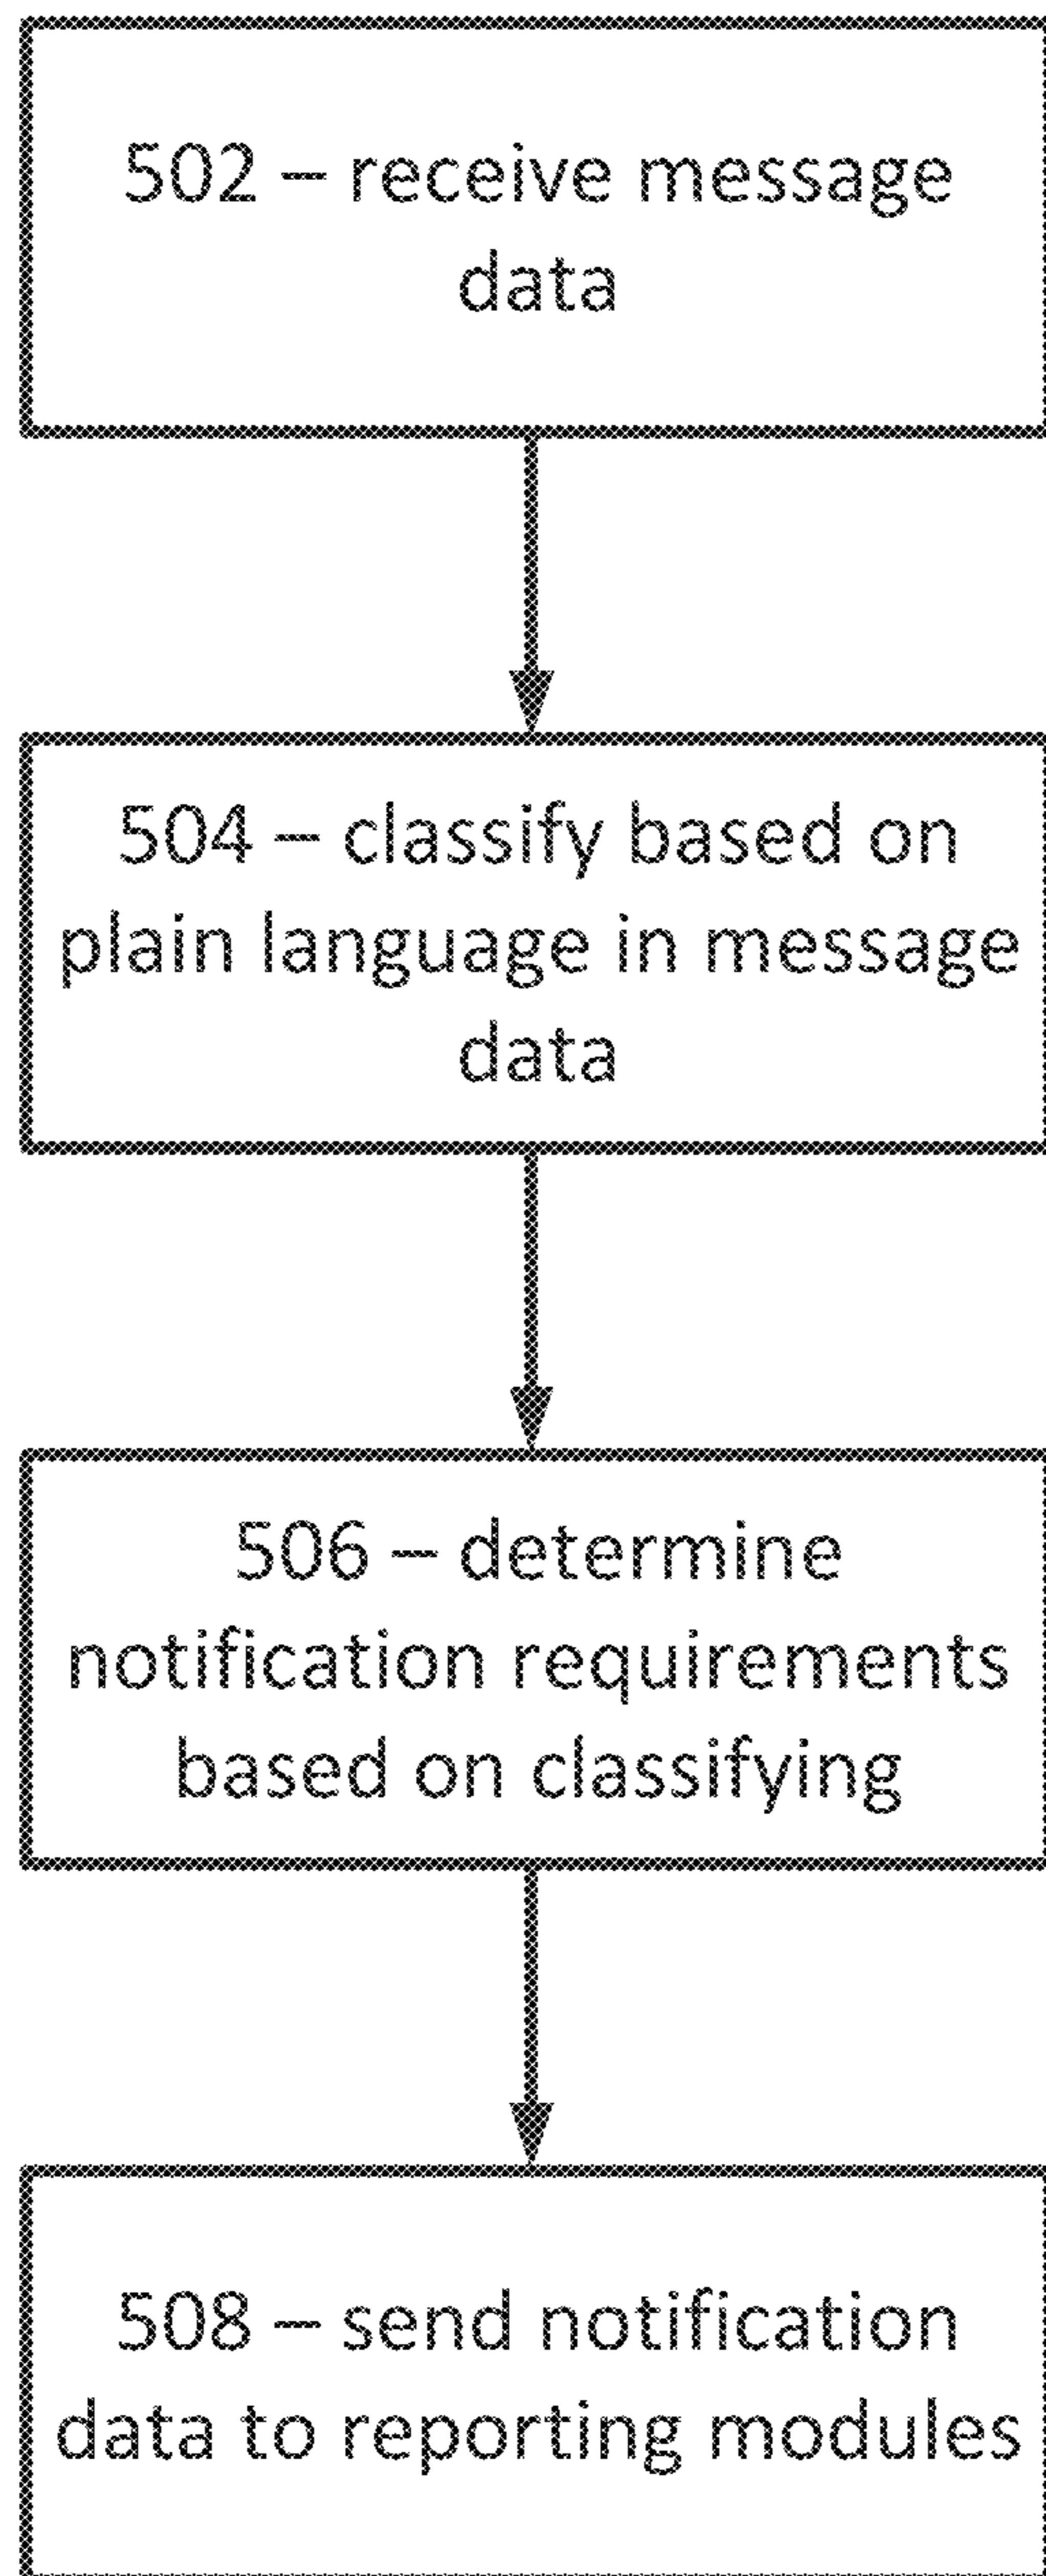 502 – receive message
data
504 – classify based on
plain language in message
data
506 – determine
notification requirements
based on classifying
508 – send notification
data to reporting modules